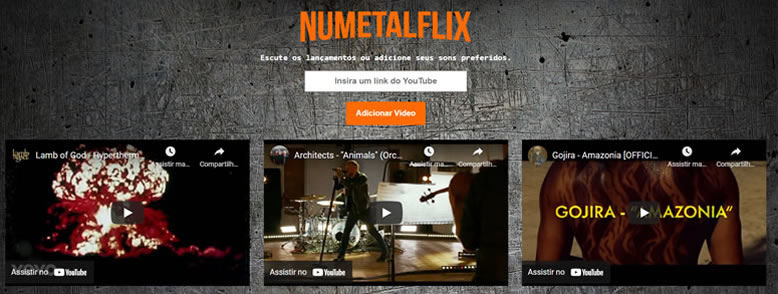 NUMETALFLIX
Escute os lançamentos ou adicione seus sons preferidos.
Insira um link do YouTube
Adicionar Video
Lamb of God - Hypertheim
Assistir ma...
Compartilh...
Assistir no YouTube
Architects - "Animals" (Orc...
Assistir ma...
Compartilh...
Assistir no YouTube
Gojira - Amazonia [OFFICI...
Assistir ma...
Compartilh...
GOJIRA - "AMAZONIA"
Assistir no YouTube